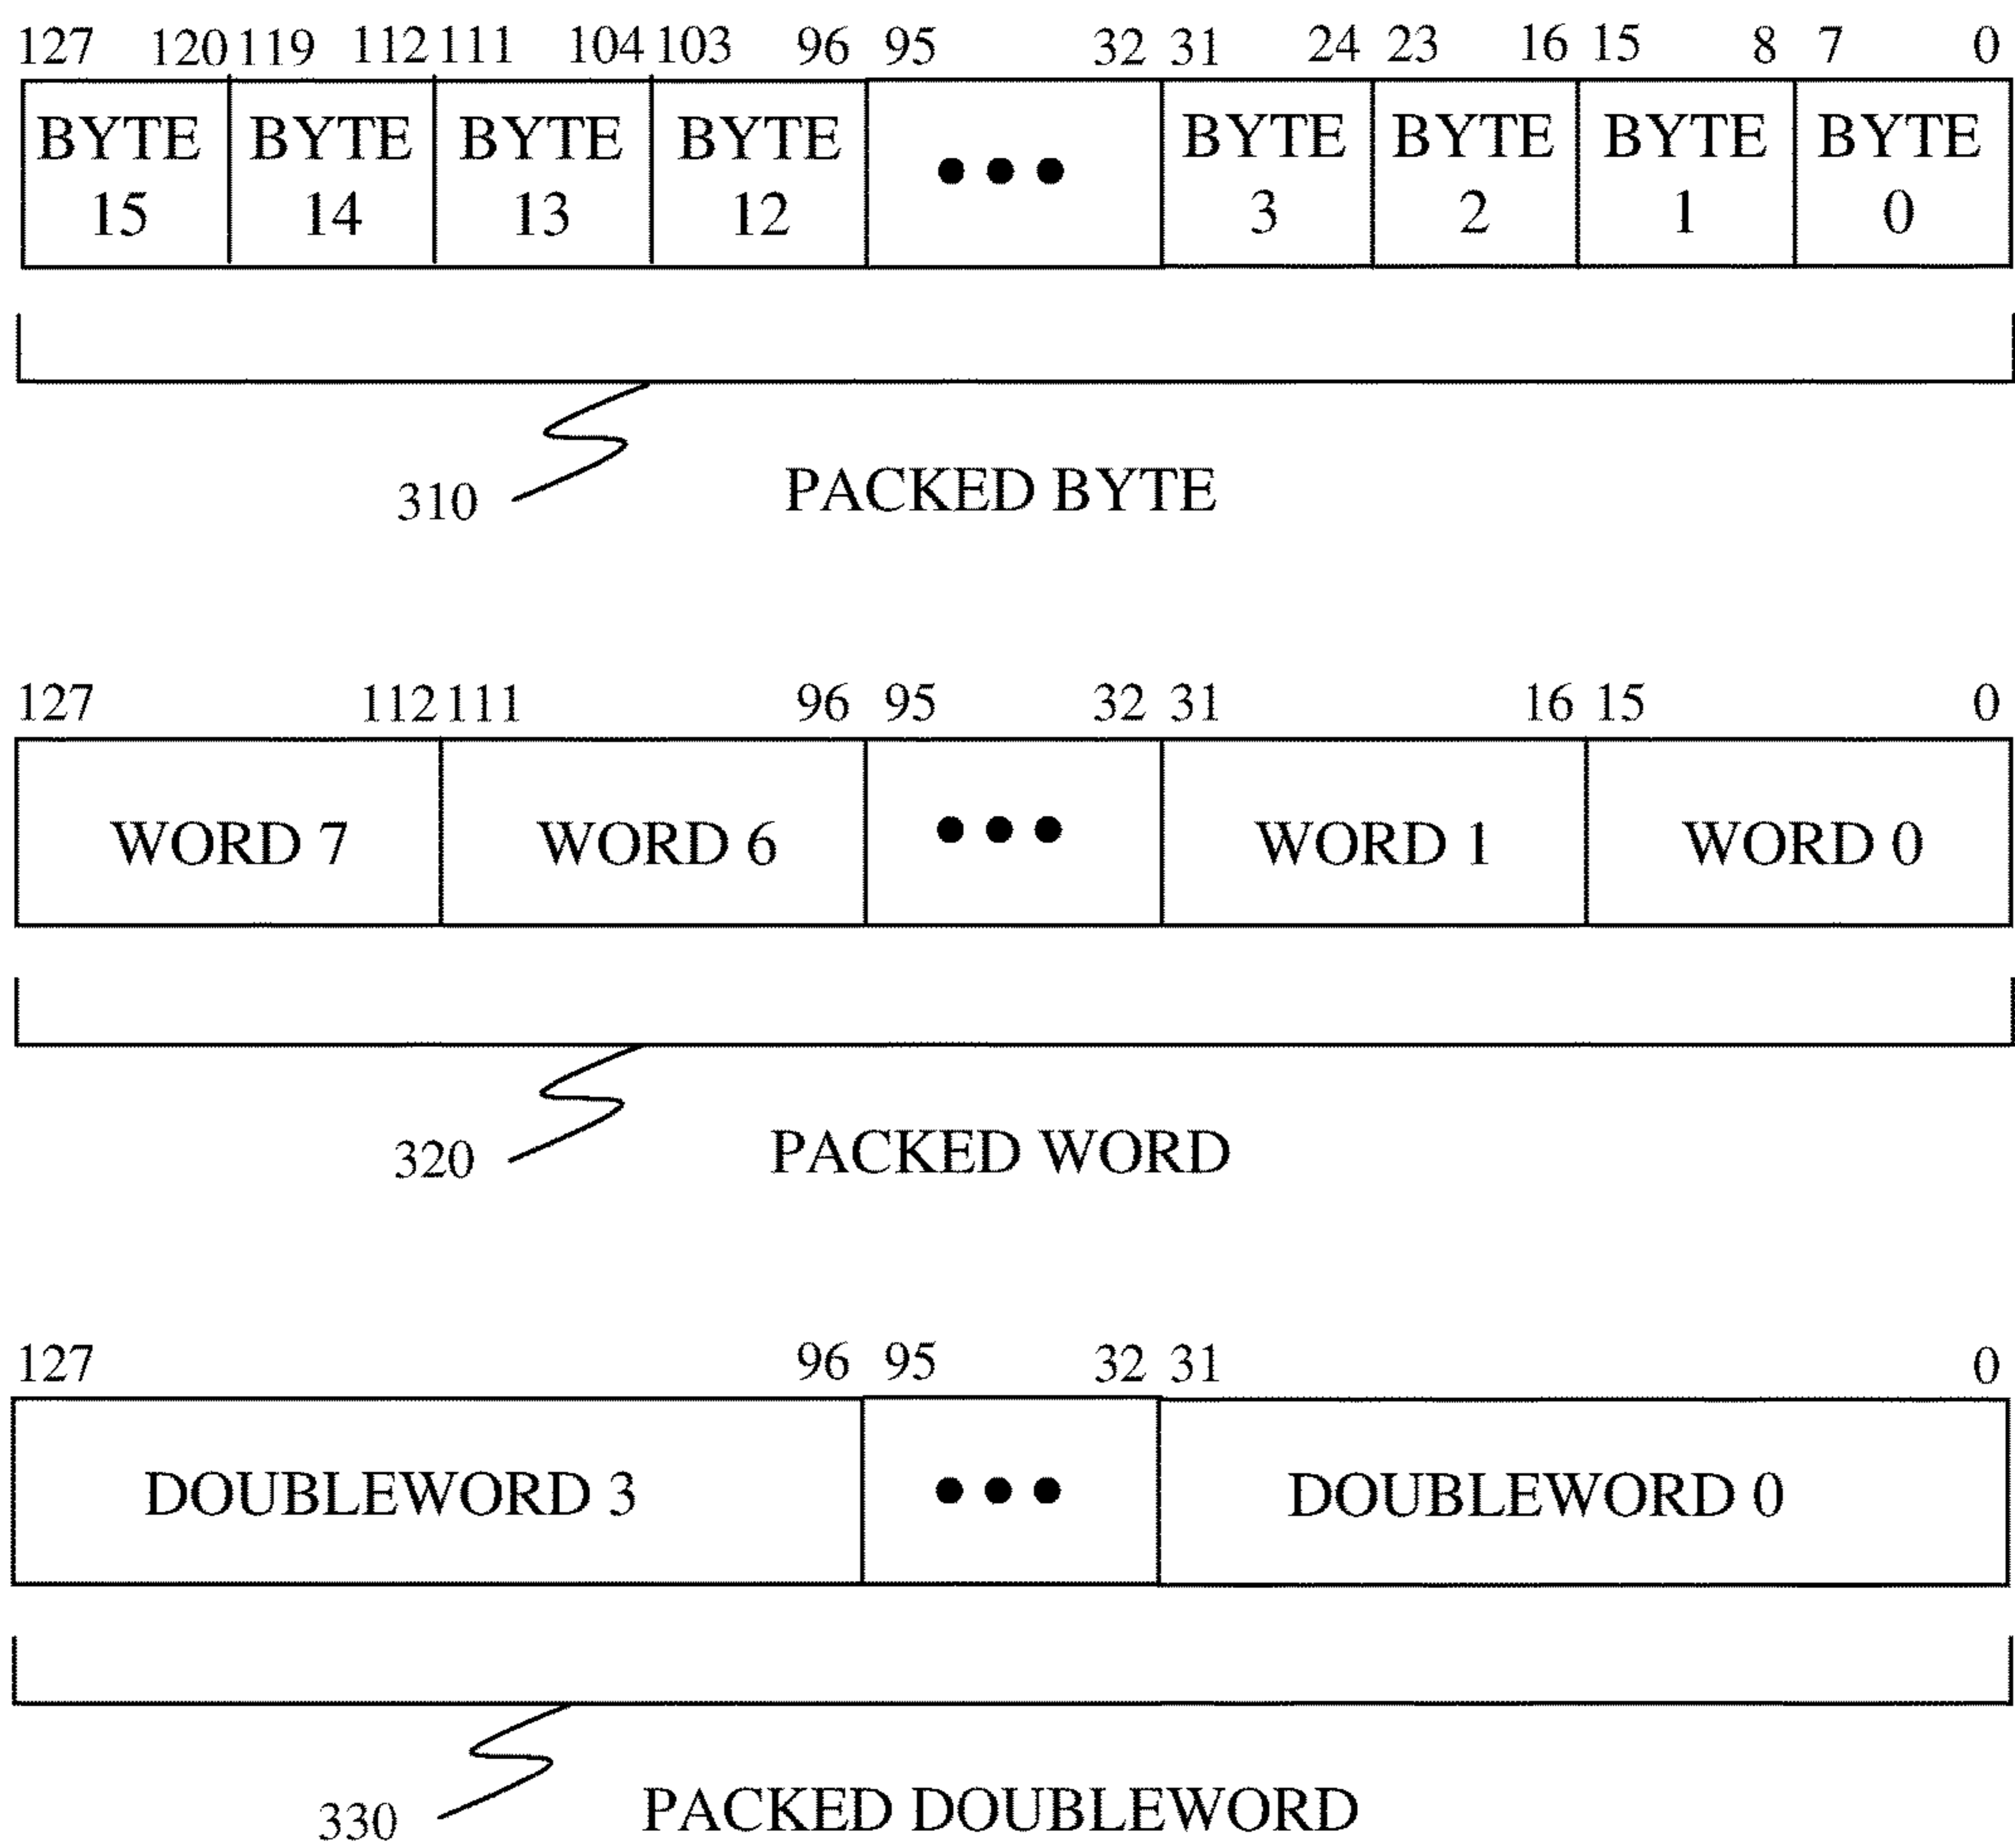 127 120 119 112 111 104 103 96 95 32 31 24 23 16 15 8 7 0
BYTE BYTE BYTE BYTE ••• BYTE BYTE BYTE BYTE
15 14 13 12 3 2 1 0
310 PACKED BYTE
127 112 111 96 95 32 31 16 15 0
WORD 7 WORD 6 ••• WORD 1 WORD 0
320 PACKED WORD
127 96 95 32 31 0
DOUBLEWORD 3 ••• DOUBLEWORD 0
330 PACKED DOUBLEWORD